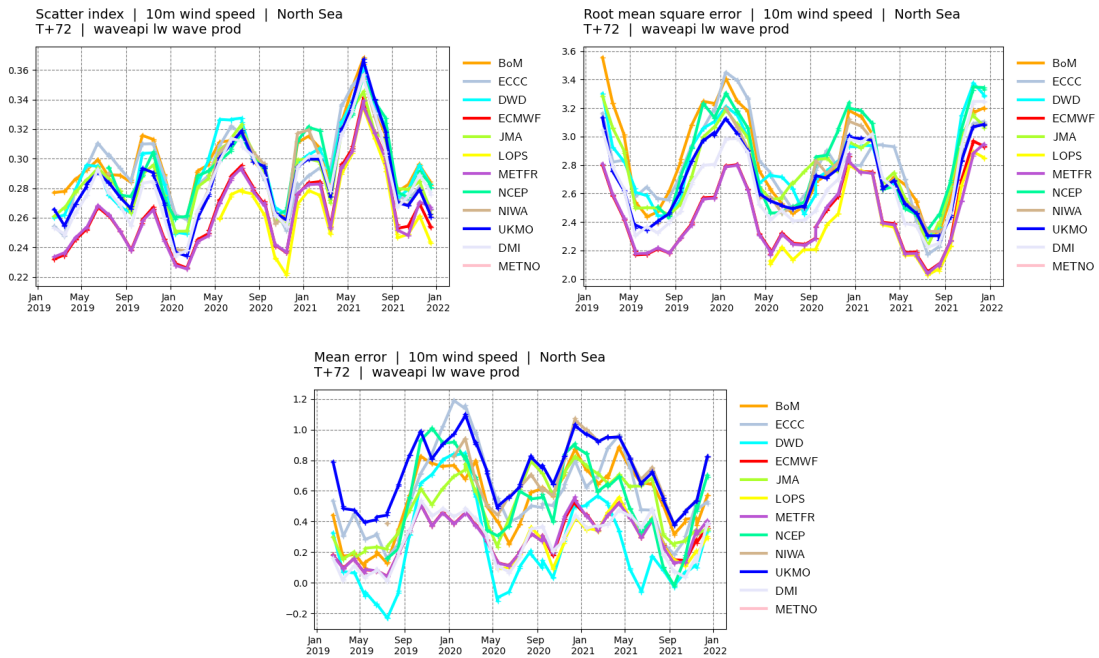 Scatter index | 10m wind speed | North Sea
T+72 | waveapi lw wave prod
0.36
0.34
0.32
0.30
0.28
0.26
0.24
0.22
Jan 2019
May 2019
Sep 2019
Jan 2020
May 2020
Sep 2020
Jan 2021
May 2021
Sep 2021
Jan 2022
BoM
ECCC
DWD
ECMWF
JMA
LOPS
METFR
NCEP
NIWA
UKMO
DMI
METNO
Root mean square error | 10m wind speed | North Sea
T+72 | waveapi lw wave prod
3.6
3.4
3.2
3.0
2.8
2.6
2.4
2.2
2.0
Jan 2019
May 2019
Sep 2019
Jan 2020
May 2020
Sep 2020
Jan 2021
May 2021
Sep 2021
Jan 2022
BoM
ECCC
DWD
ECMWF
JMA
LOPS
METFR
NCEP
NIWA
UKMO
DMI
METNO
Mean error | 10m wind speed | North Sea
T+72 | waveapi lw wave prod
1.2
1.0
0.8
0.6
0.4
0.2
0.0
−0.2
Jan 2019
May 2019
Sep 2019
Jan 2020
May 2020
Sep 2020
Jan 2021
May 2021
Sep 2021
Jan 2022
BoM
ECCC
DWD
ECMWF
JMA
LOPS
METFR
NCEP
NIWA
UKMO
DMI
METNO